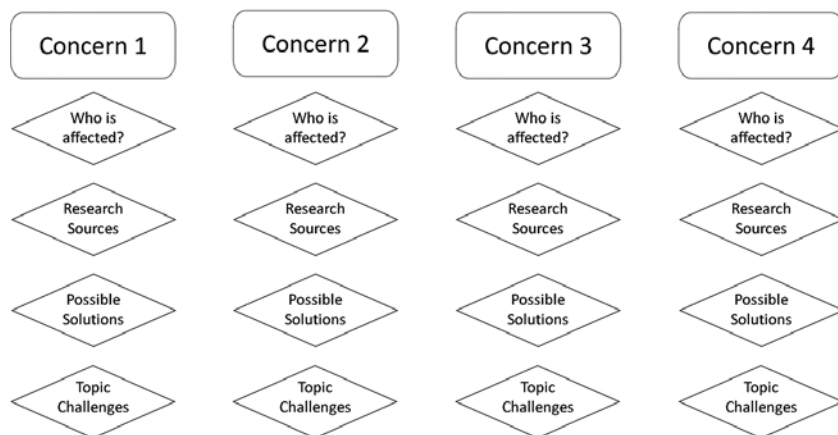 Concern 1
Concern 2
Concern 3
Concern 4
Who is
affected?
Who is
affected?
Who is
affected?
Who is
affected?
Research
Sources
Research
Sources
Research
Sources
Research
Sources
Possible
Solutions
Possible
Solutions
Possible
Solutions
Possible
Solutions
Topic
Challenges
Topic
Challenges
Topic
Challenges
Topic
Challenges